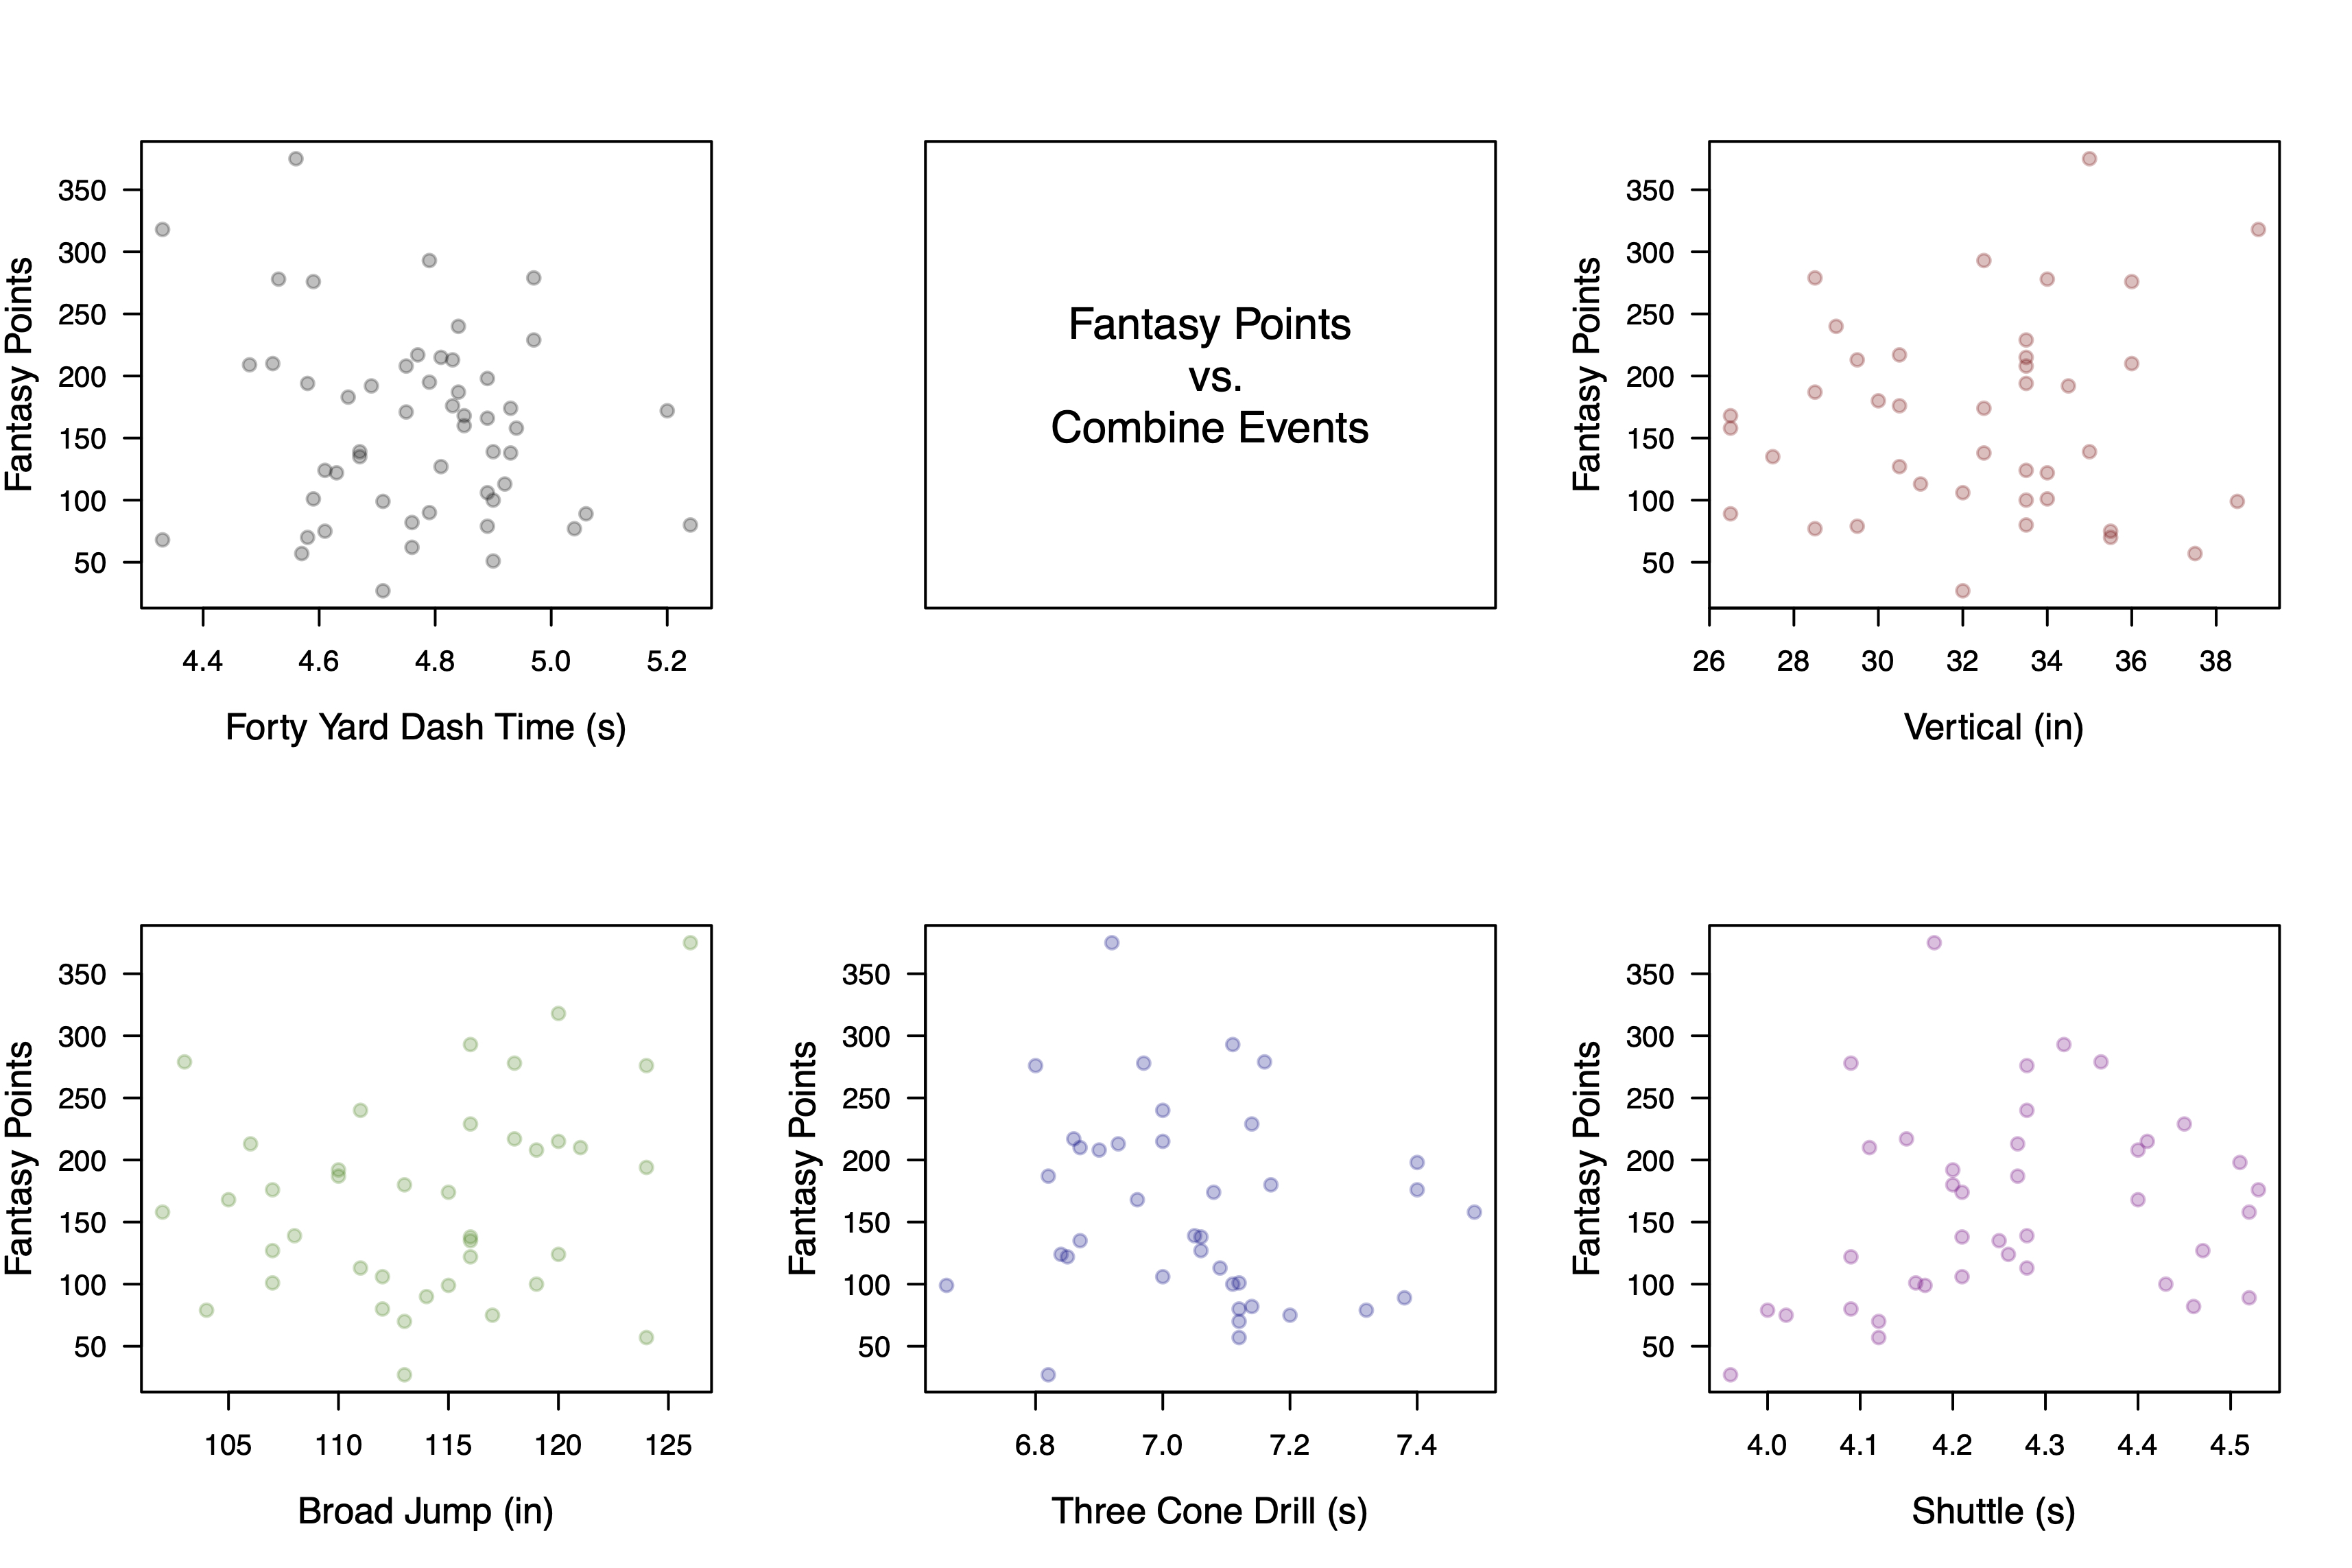 Fantasy Points
350
300
250
200
150
100
50
4.4 4.6 4.8 5.0 5.2
Forty Yard Dash Time (s)
Fantasy Points
vs.
Combine Events
Fantasy Points
350
300
250
200
150
100
50
26 28 30 32 34 36 38
Vertical (in)
Fantasy Points
350
300
250
200
150
100
50
105 110 115 120 125
Broad Jump (in)
Fantasy Points
350
300
250
200
150
100
50
6.8 7.0 7.2 7.4
Three Cone Drill (s)
Fantasy Points
350
300
250
200
150
100
50
4.0 4.1 4.2 4.3 4.4 4.5
Shuttle (s)